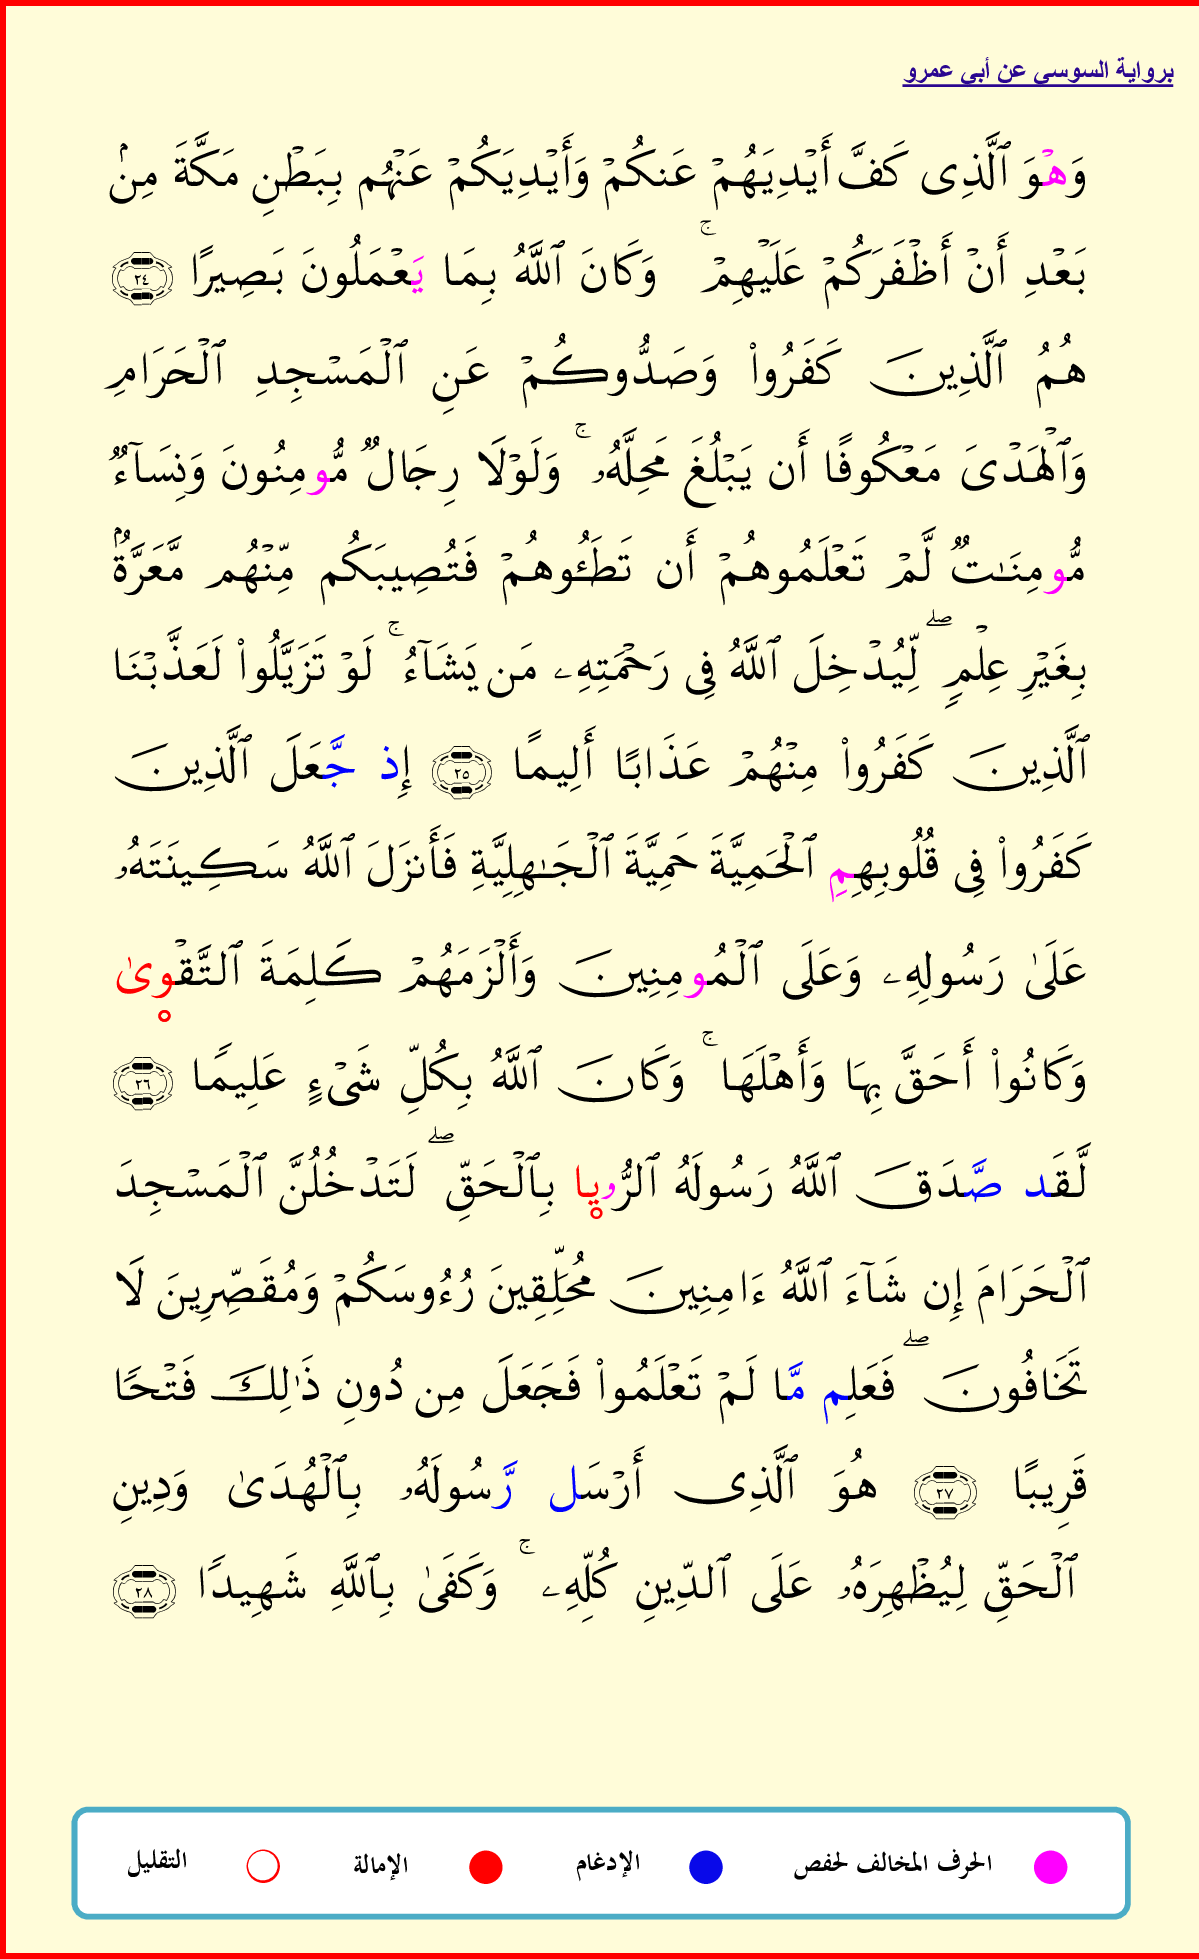 برواية السوسي عن أبي عمرو
وَهْوَ ٱلَّذِى كَفَّ أَيْدِيَهُمْ عَنكُمْ وَأَيْدِيَكُمْ عَنْهُم بِبَطْنِ مَكَّةَ مِنۢ
بَعْدِ أَنْ أَظْفَرَكُمْ عَلَيْهِمْ ۚ وَكَانَ ٱللَّهُ بِمَا يَعْمَلُونَ بَصِيرًا ٢٤
هُمُ ٱلَّذِينَ كَفَرُوا۟ وَصَدُّوكُمْ عَنِ ٱلْمَسْجِدِ ٱلْحَرَامِ
وَٱلْهَدْىَ مَعْكُوفًا أَن يَبْلُغَ مَحِلَّهُۥ ۚ وَلَوْلَا رِجَالٌ مُّومِنُونَ وَنِسَآءٌ
مُّومِنَـٰتٌ لَّمْ تَعْلَمُوهُمْ أَن تَطَـُٔوهُمْ فَتُصِيبَكُم مِّنْهُم مَّعَرَّةٌۢ
بِغَيْرِ عِلْمٍ ۖ لِّيُدْخِلَ ٱللَّهُ فِى رَحْمَتِهِۦ مَن يَشَآءُ ۚ لَوْ تَزَيَّلُوا۟ لَعَذَّبْنَا
ٱلَّذِينَ كَفَرُوا۟ مِنْهُمْ عَذَابًا أَلِيمًا ٢٥ إِذ جَّعَلَ ٱلَّذِينَ
كَفَرُوا۟ فِى قُلُوبِهِمِ ٱلْحَمِيَّةَ حَمِيَّةَ ٱلْجَـٰهِلِيَّةِ فَأَنزَلَ ٱللَّهُ سَكِينَتَهُۥ
عَلَىٰ رَسُولِهِۦ وَعَلَى ٱلْمُومِنِينَ وَأَلْزَمَهُمْ كَلِمَةَ ٱلتَّقْوىٰ
وَكَانُوا۟ أَحَقَّ بِهَا وَأَهْلَهَا ۚ وَكَانَ ٱللَّهُ بِكُلِّ شَىْءٍ عَلِيمًا ٢٦
لَّقَد صَّدَقَ ٱللَّهُ رَسُولَهُ ٱلرُّويا بِٱلْحَقِّ ۖ لَتَدْخُلُنَّ ٱلْمَسْجِدَ
ٱلْحَرَامَ إِن شَآءَ ٱللَّهُ ءَامِنِينَ مُحَلِّقِينَ رُءُوسَكُمْ وَمُقَصِّرِينَ لَا
تَخَافُونَ ۖ فَعَلِم مَّا لَمْ تَعْلَمُوا۟ فَجَعَلَ مِن دُونِ ذَٰلِكَ فَتْحًا
قَرِيبًا ٢٧ هُوَ ٱلَّذِى أَرْسَل رَّسُولَهُۥ بِٱلْهُدَىٰ وَدِينِ
ٱلْحَقِّ لِيُظْهِرَهُۥ عَلَى ٱلدِّينِ كُلِّهِۦ ۚ وَكَفَىٰ بِٱللَّهِ شَهِيدًا ٢٨
الحرف المخالف لحفص الإدغام الإمالة التقليل